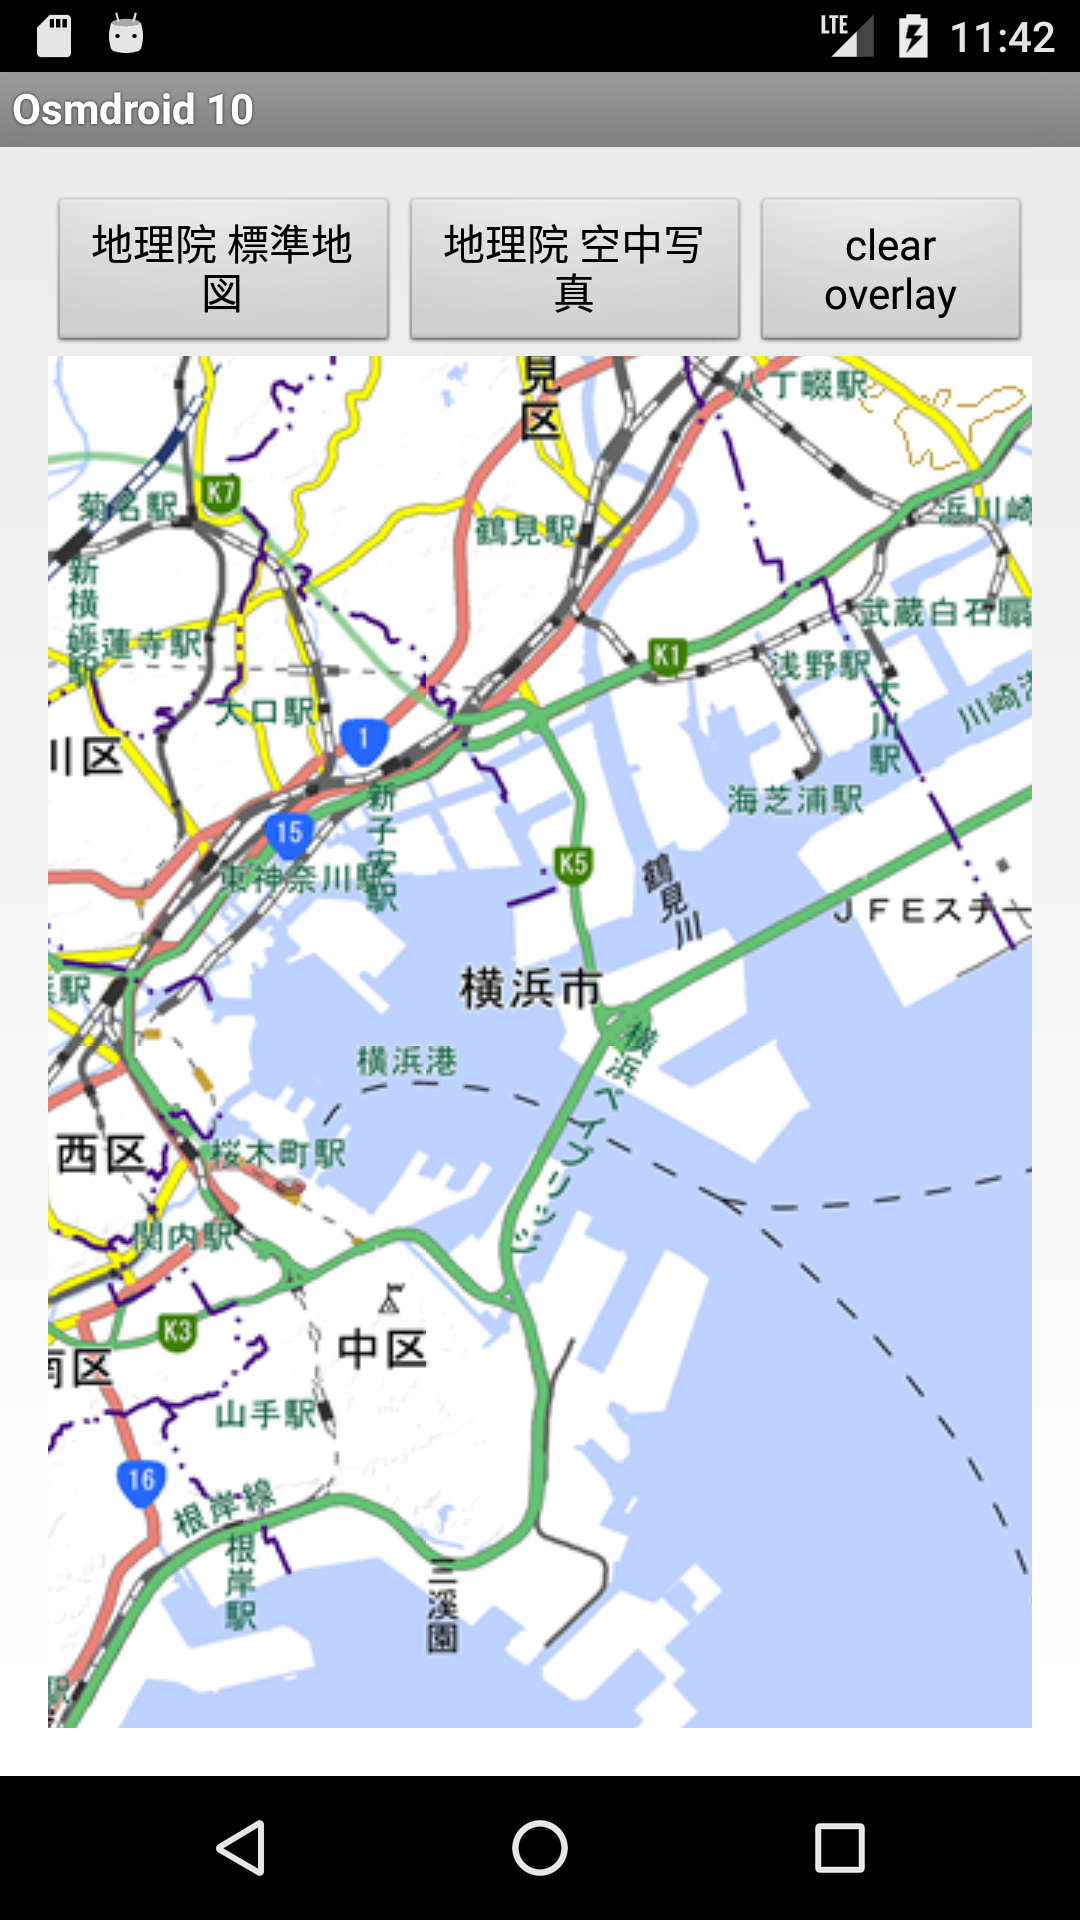 LTE 11:42
Osmdroid 10
地理院 標準地
図
地理院 空中写
真
clear
overlay
見
区
八丁畷駅
K7
菊名駅
鶴見駅
浜川崎
新横浜駅
妙蓮寺駅
武蔵白石
K1
浅野駅
大川駅
大口駅
川崎港
1
川区
海芝浦駅
新子安駅
15
東神奈川駅
K5
鶴見川
JFEスチー
横浜市
駅
横浜ベイブリッジ
横浜港
西区
桜木町駅
関内駅
K3
中区
南区
山手駅
16
根岸線
根岸駅
三溪園
駅